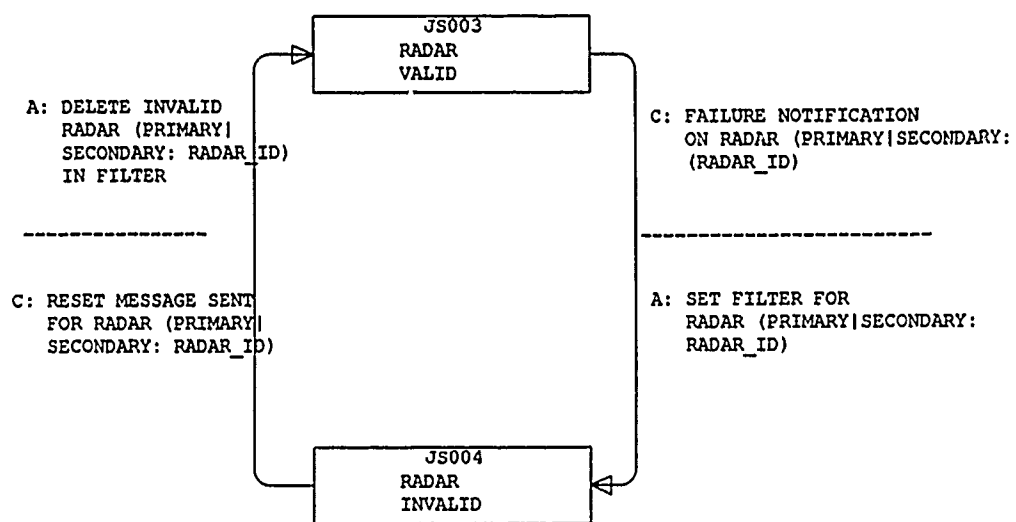 JS003
RADAR
VALID
A: DELETE INVALID
RADAR (PRIMARY|
SECONDARY: RADAR_ID)
IN FILTER
C: RESET MESSAGE SENT
FOR RADAR (PRIMARY|
SECONDARY: RADAR_ID)
C: FAILURE NOTIFICATION
ON RADAR (PRIMARY|SECONDARY:
(RADAR_ID)
A: SET FILTER FOR
RADAR (PRIMARY|SECONDARY:
RADAR_ID)
JS004
RADAR
INVALID